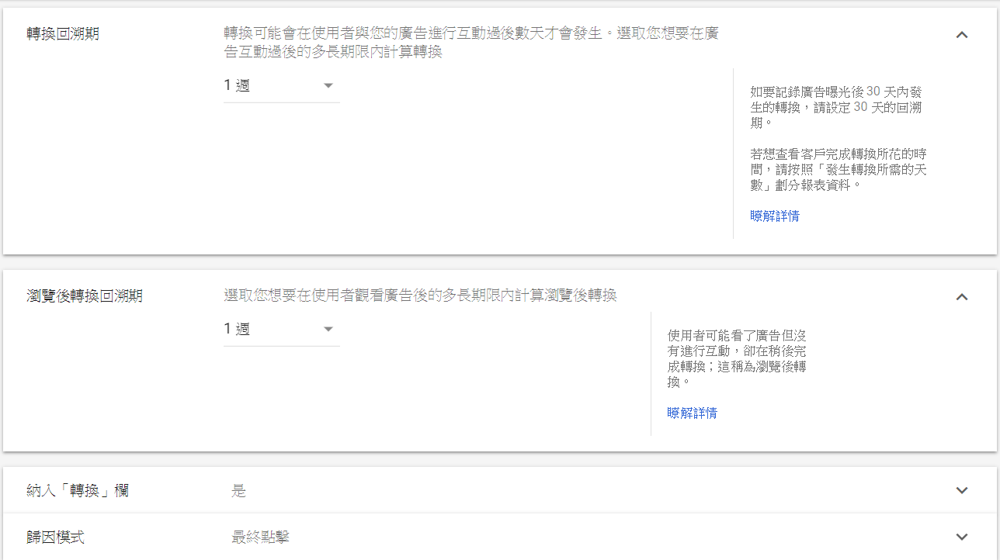 轉換回溯期
轉換可能會在使用者與您的廣告進行互動過後數天才會發生。選取您想要在廣
告互動過後的多長期限內計算轉換
1 週
如要記錄廣告曝光後 30 天內發
生的轉換，請設定 30 天的回溯
期。
若想查看客戶完成轉換所花的時
間，請按照「發生轉換所需的天
數」劃分報表資料。
瞭解詳情
瀏覽後轉換回溯期
選取您想要在使用者觀看廣告後的多長期限內計算瀏覽後轉換
1 週
使用者可能看了廣告但沒
有進行互動，卻在稍後完
成轉換；這稱為瀏覽後轉
換。
瞭解詳情
納入「轉換」欄
是
歸因模式
最終點擊